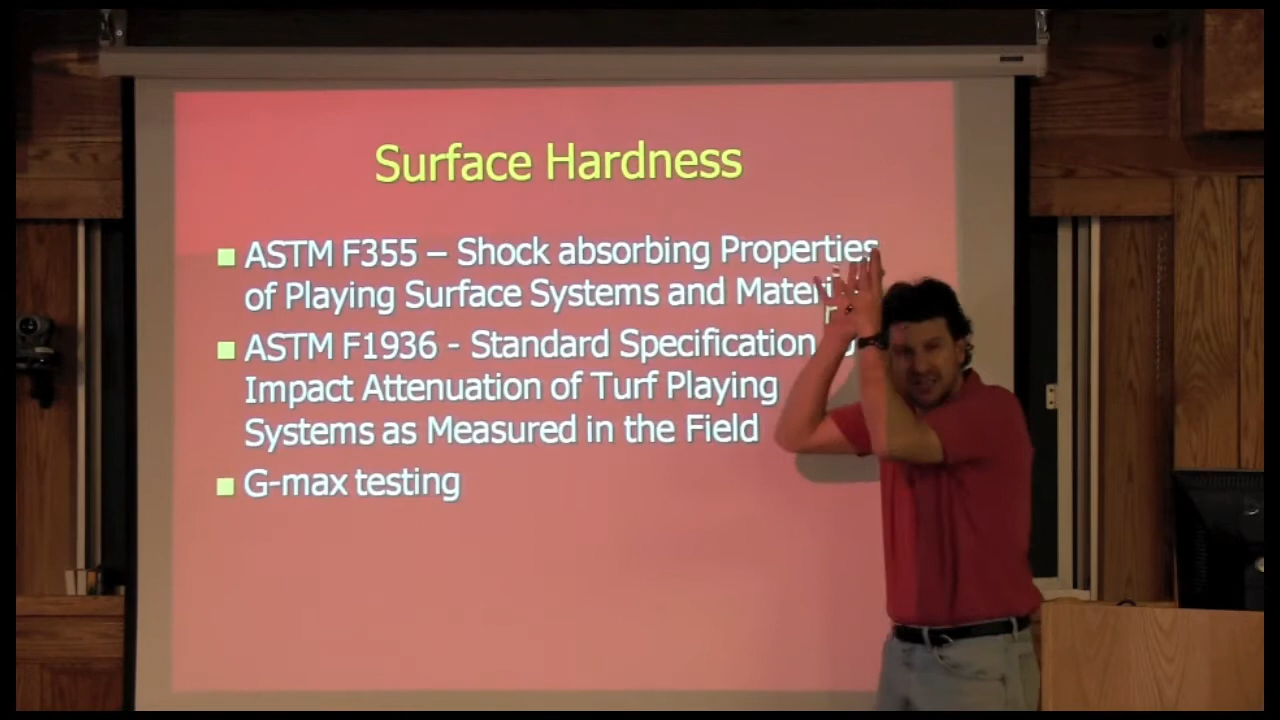 Surface Hardness
ASTM F355 – Shock absorbing Properties
of Playing Surface Systems and Materi
ASTM F1936 - Standard Specification
Impact Attenuation of Turf Playing
Systems as Measured in the Field
G-max testing